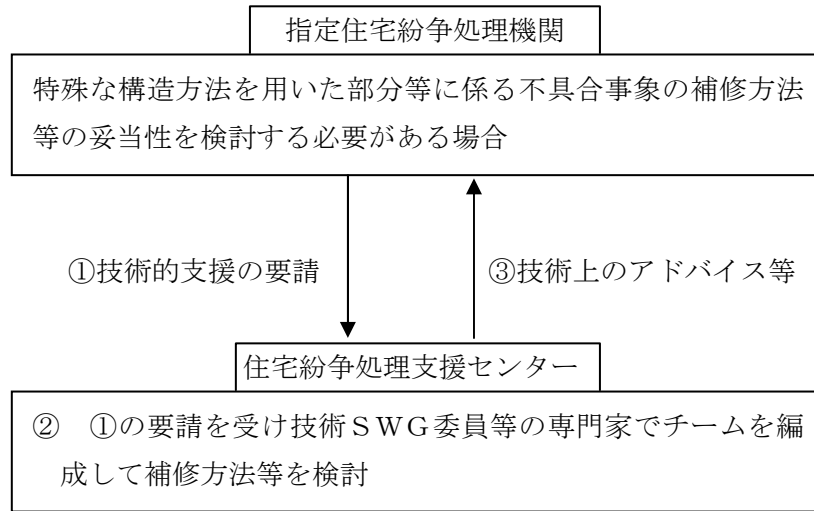 指定住宅紛争処理機関
特殊な構造方法を用いた部分等に係る不具合事象の補修方法
等の妥当性を検討する必要がある場合
①技術的支援の要請
③技術上のアドバイス等
住宅紛争処理支援センター
②　①の要請を受け技術ＳＷＧ委員等の専門家でチームを編
成して補修方法等を検討